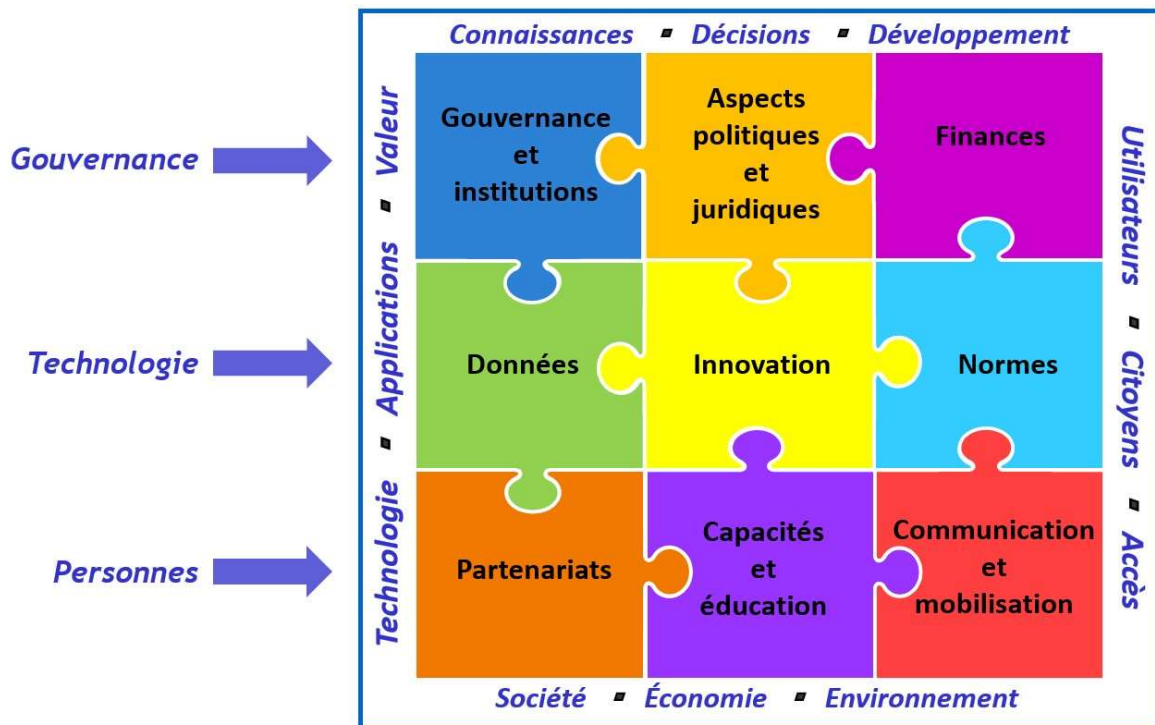 Connaissances ▪ Décisions ▪ Développement
Gouvernance
Technologie
Personnes
Technologie ▪ Applications ▪ Valeur
Gouvernance
et
institutions
Aspects
politiques
et
juridiques
Finances
Données
Innovation
Normes
Partenariats
Capacités
et
éducation
Communication
et
mobilisation
Utilisateurs ▪ Citoyens ▪ Accès
Société ▪ Économie ▪ Environnement